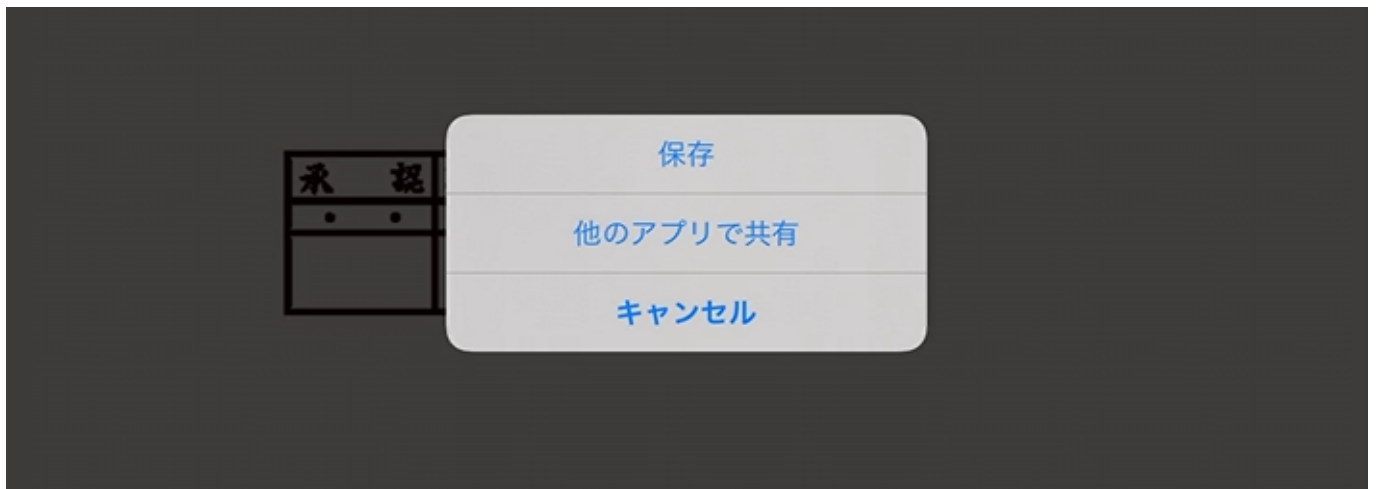 承認
保存
他のアプリで共有
キャンセル